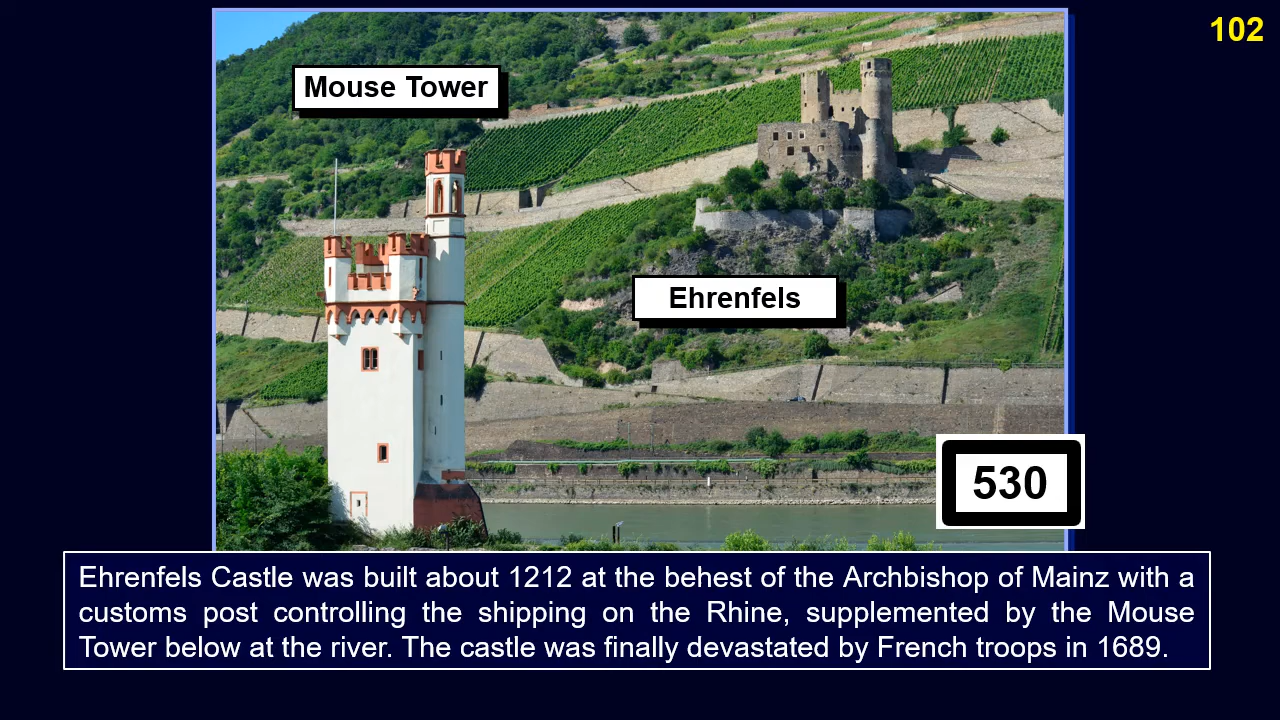 102
Mouse Tower
Ehrenfels
530
Ehrenfels Castle was built about 1212 at the behest of the Archbishop of Mainz with a
customs post controlling the shipping on the Rhine, supplemented by the Mouse
Tower below at the river. The castle was finally devastated by French troops in 1689.